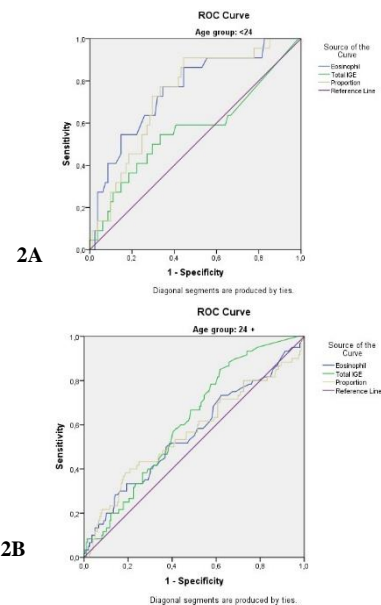 ROC Curve
Age group: <24
Source of the
Curve
Eosinophil
Total IGE
Proportion
Reference Line
1,0
0,8
0,6
0,4
0,2
0,0
Sensitivity
0,0 0,2 0,4 0,6 0,8 1,0
1 - Specificity
Diagonal segments are produced by ties.
2A
ROC Curve
Age group: 24 +
Source of the
Curve
Eosinophil
Total IGE
Proportion
Reference Line
1,0
0,8
0,6
0,4
0,2
0,0
Sensitivity
0,0 0,2 0,4 0,6 0,8 1,0
1 - Specificity
Diagonal segments are produced by ties.
2B